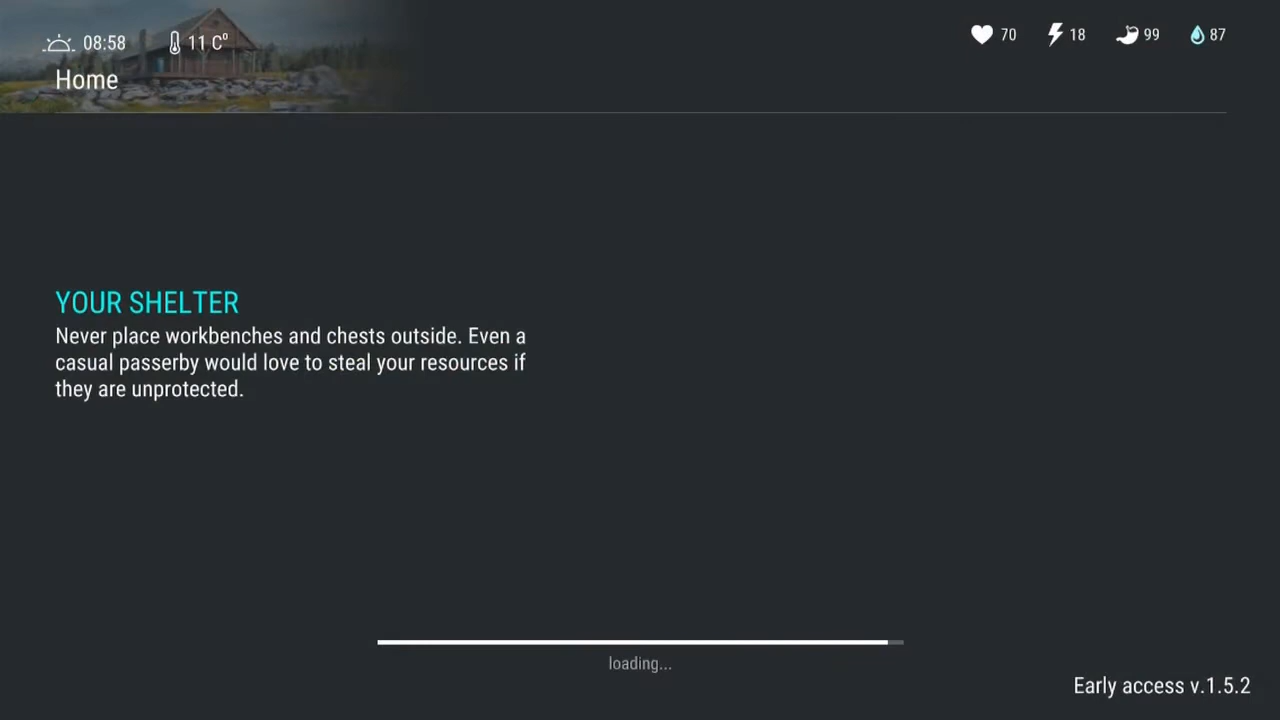 08:58 11 C°
70 18 99 87
Home
YOUR SHELTER
Never place workbenches and chests outside. Even a
casual passerby would love to steal your resources if
they are unprotected.
loading...
Early access v.1.5.2